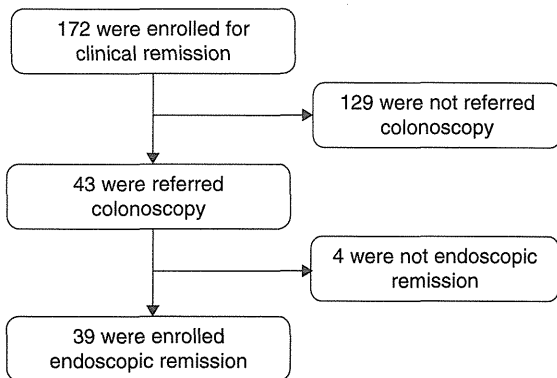 172 were enrolled for
clinical remission
129 were not referred
colonoscopy
43 were referred
colonoscopy
4 were not endoscopic
remission
39 were enrolled
endoscopic remission